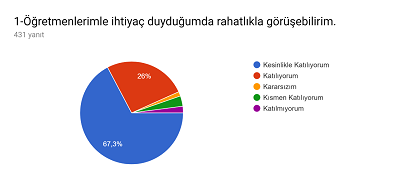 1-Öğretmenlerimle ihtiyaç duyduğumda rahatlıkla görüşebilirim.
431 yanıt
26%
67,3%
Kesinlikle Katılıyorum
Katılıyorum
Kararsızım
Kısmen Katılıyorum
Katılmıyorum